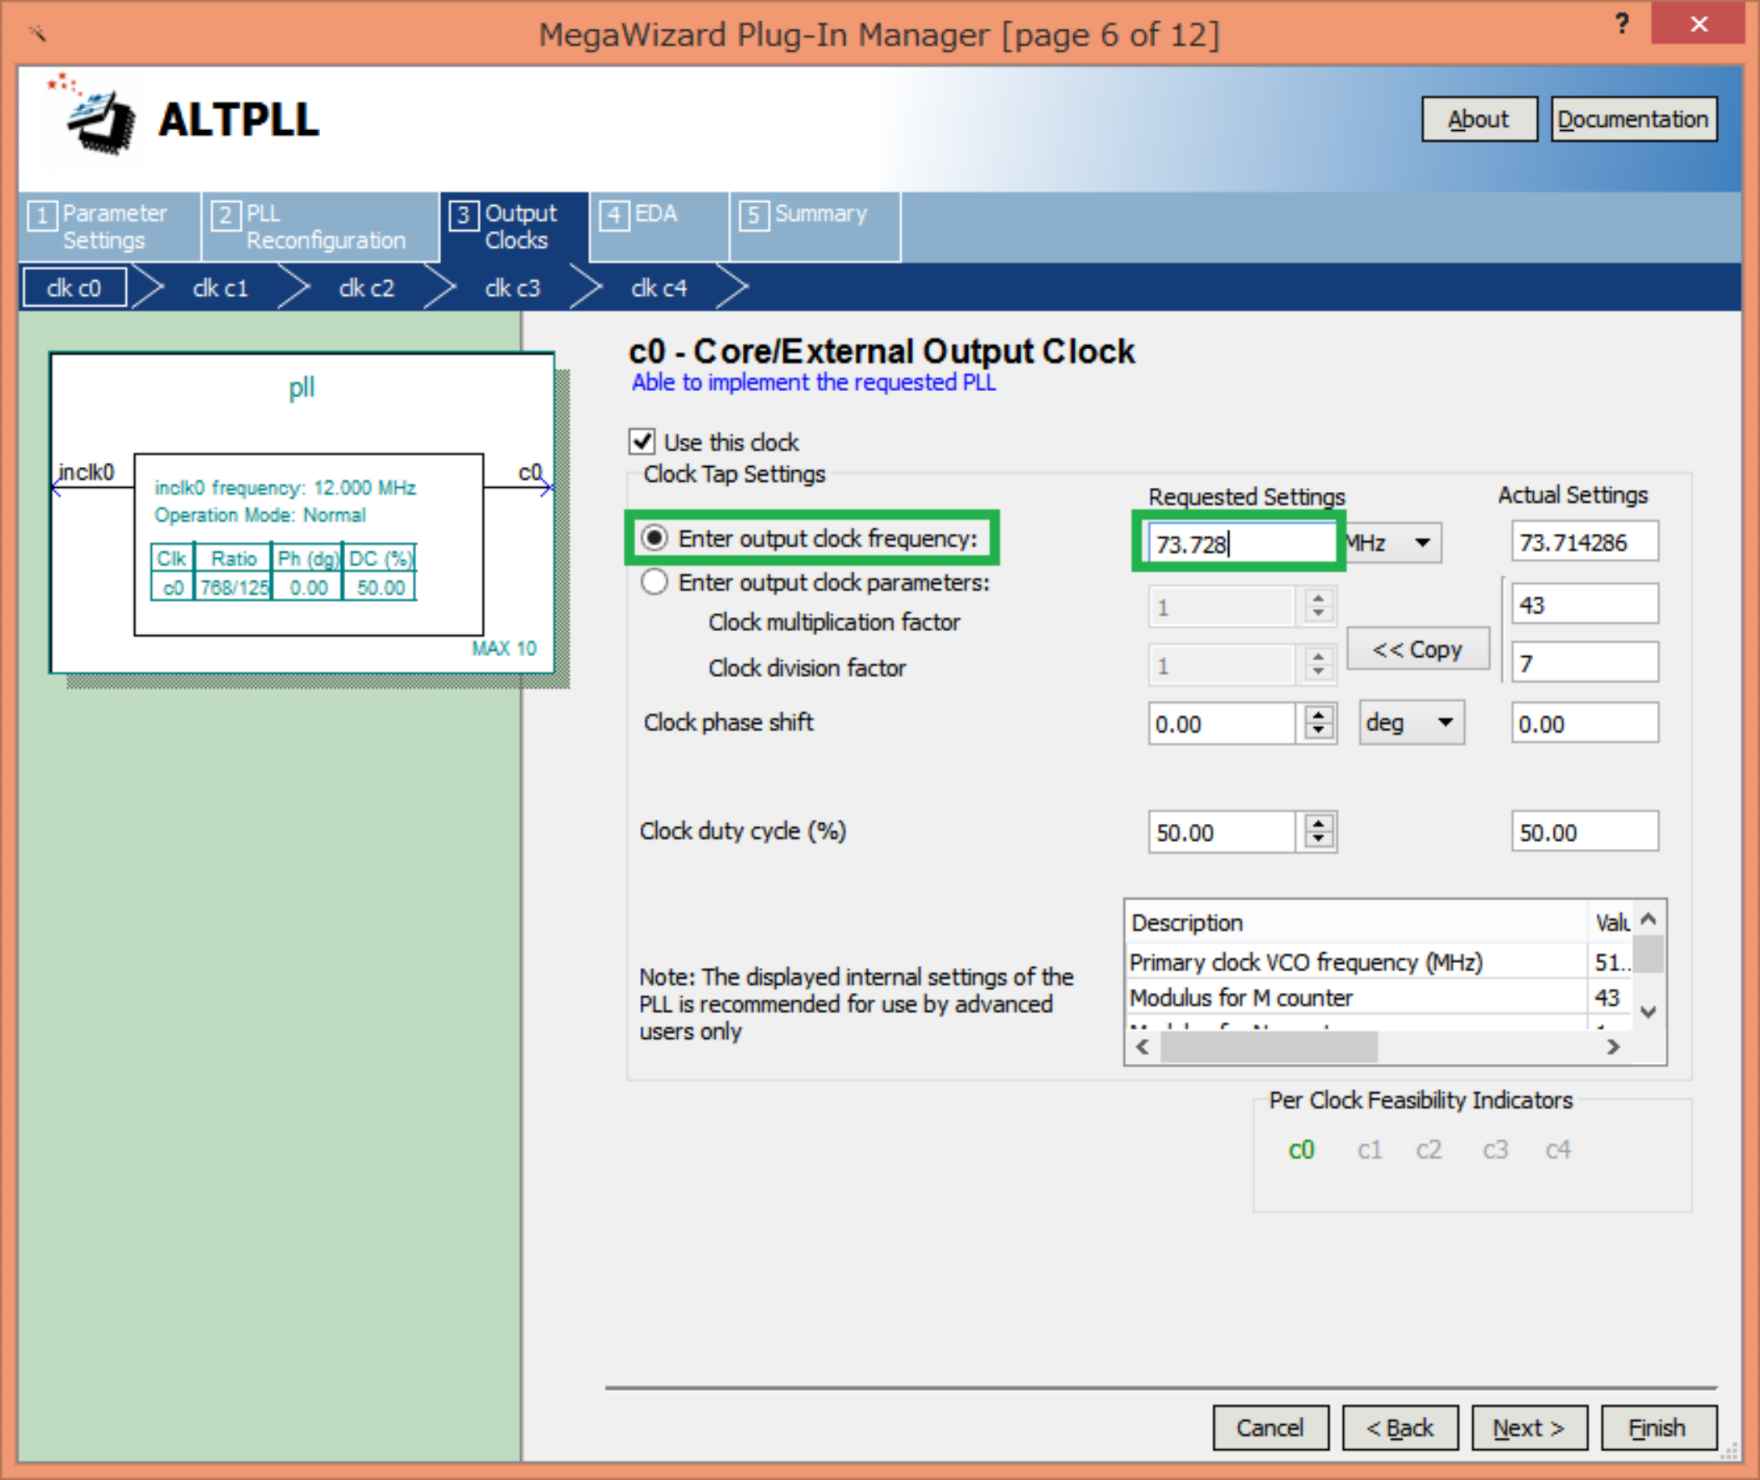 MegaWizard Plug-In Manager [page 6 of 12]
?
ALTPLL
About
Documentation
1 Parameter Settings
2 PLL Reconfiguration
3 Output Clocks
4 EDA
5 Summary
clk c0
clk c1
clk c2
clk c3
clk c4
pll
inclk0
c0
inclk0 frequency: 12.000 MHz
Operation Mode: Normal
Clk Ratio Ph (dg) DC (%)
c0 768/125 0.00 50.00
MAX 10
c0 - Core/External Output Clock
Able to implement the requested PLL
Use this clock
Clock Tap Settings
Requested Settings
Actual Settings
Enter output clock frequency:
73.728
MHz
73.714286
Enter output clock parameters:
Clock multiplication factor
1
43
<< Copy
Clock division factor
1
7
Clock phase shift
0.00
deg
0.00
Clock duty cycle (%)
50.00
50.00
Note: The displayed internal settings of the
PLL is recommended for use by advanced
users only
Description
Primary clock VCO frequency (MHz) 51..
Modulus for M counter 43
Per Clock Feasibility Indicators
c0 c1 c2 c3 c4
Cancel
< Back
Next >
Finish